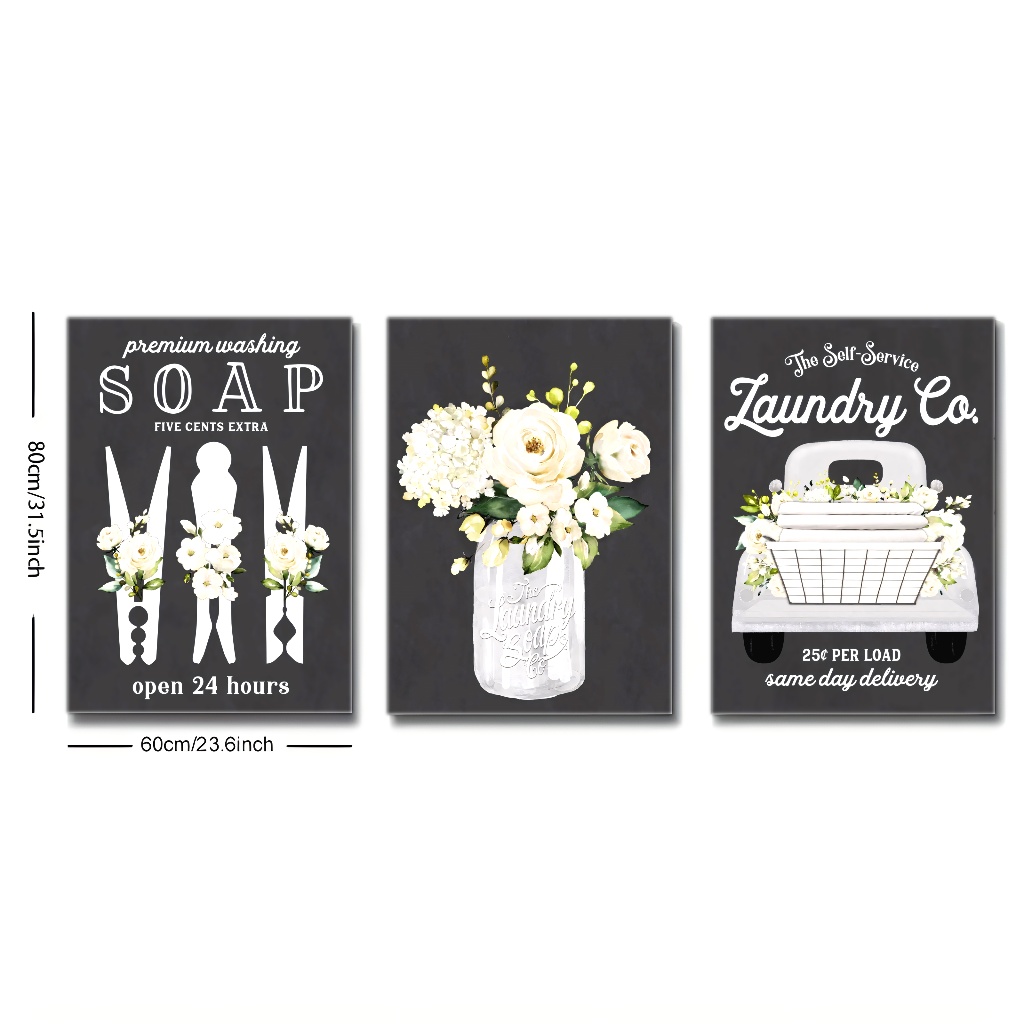 80cm/31.5inch
premium washing
SOAP
FIVE CENTS EXTRA
open 24 hours
60cm/23.6inch
The
Laundry
Soap
Co
The Self-Service
Laundry Co.
25¢ PER LOAD
same day delivery